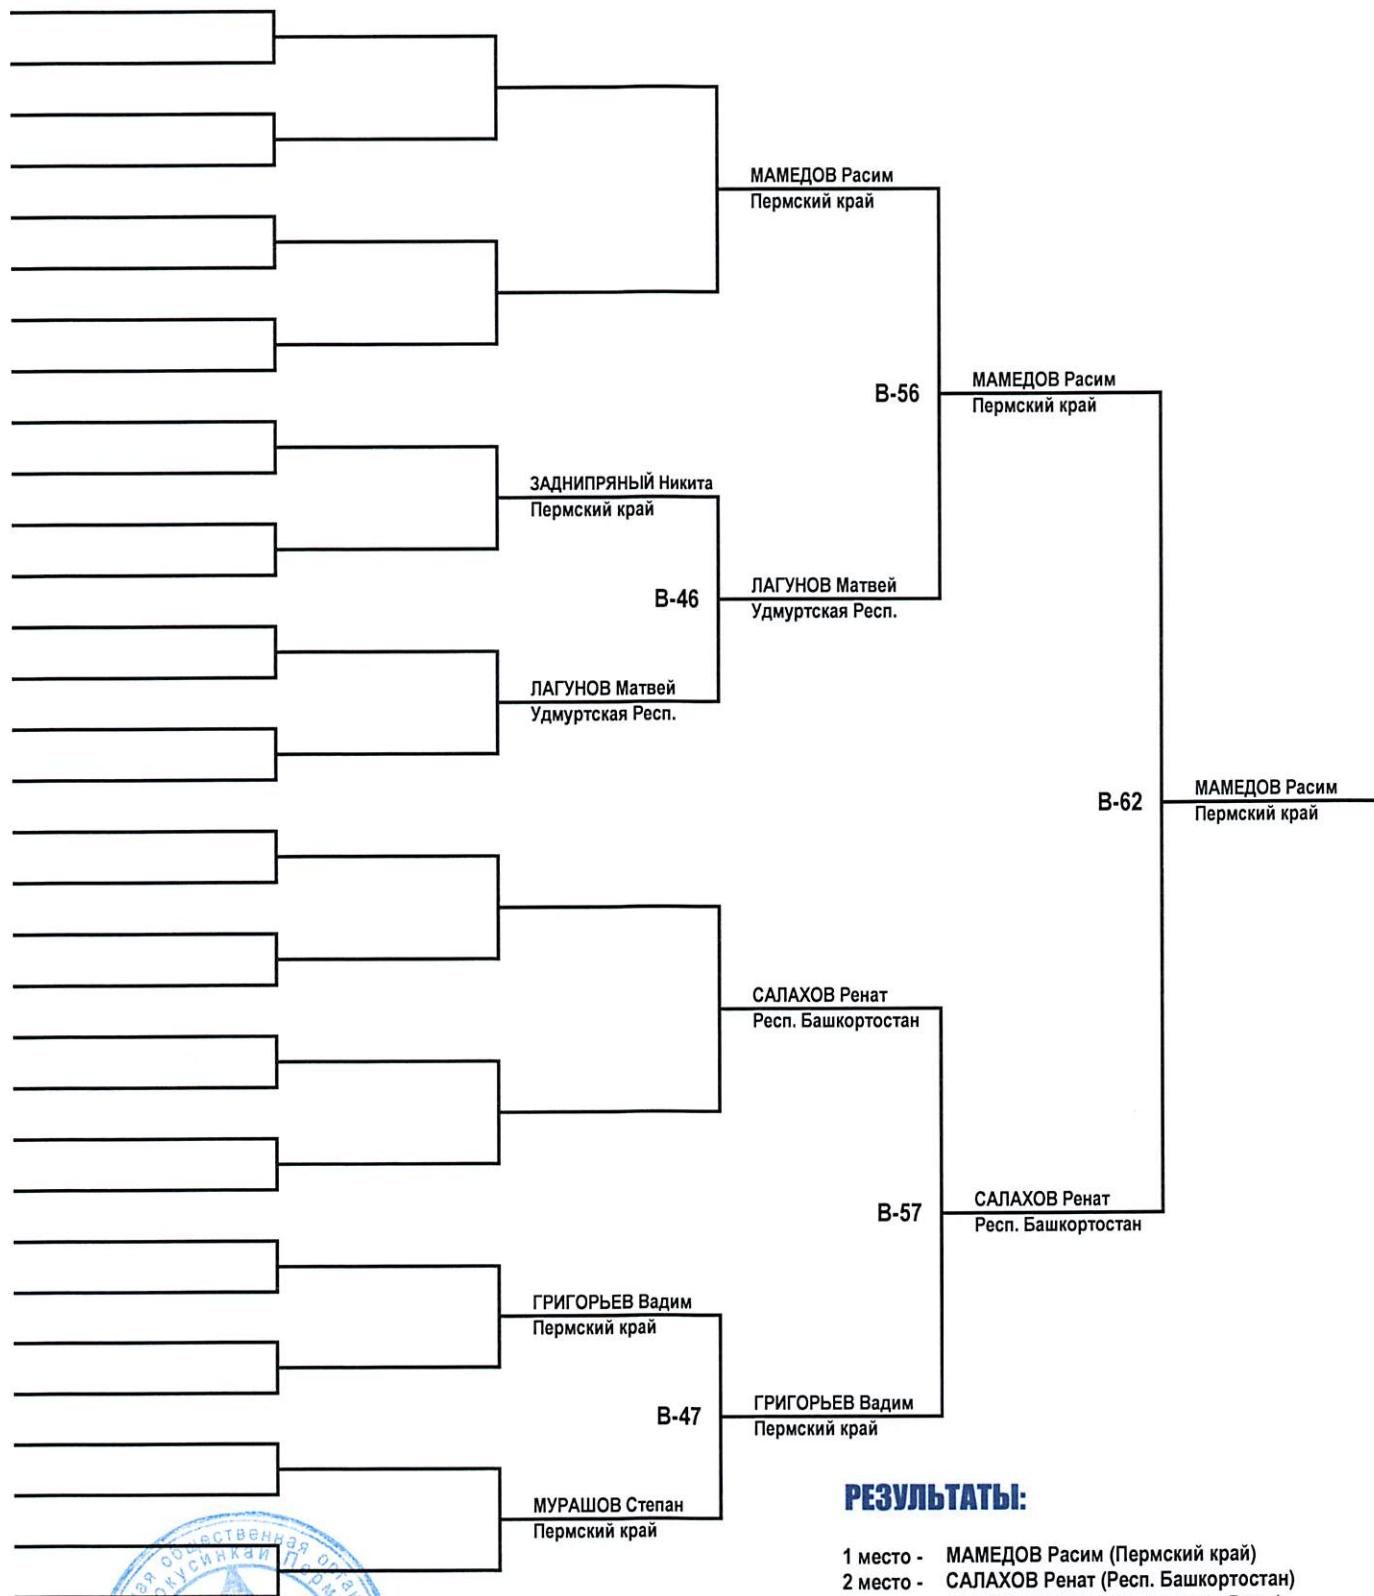 МАМЕДОВ Расим
Пермский край
В-56
МАМЕДОВ Расим
Пермский край
ЗАДНИПРЯНЫЙ Никита
Пермский край
В-46
ЛАГУНОВ Матвей
Удмуртская Респ.
ЛАГУНОВ Матвей
Удмуртская Респ.
В-62
МАМЕДОВ Расим
Пермский край
САЛАХОВ Ренат
Респ. Башкортостан
В-57
САЛАХОВ Ренат
Респ. Башкортостан
ГРИГОРЬЕВ Вадим
Пермский край
В-47
ГРИГОРЬЕВ Вадим
Пермский край
МУРАШОВ Степан
Пермский край
РЕЗУЛЬТАТЫ:
1 место - МАМЕДОВ Расим (Пермский край)
2 место - САЛАХОВ Ренат (Респ. Башкортостан)
общественная